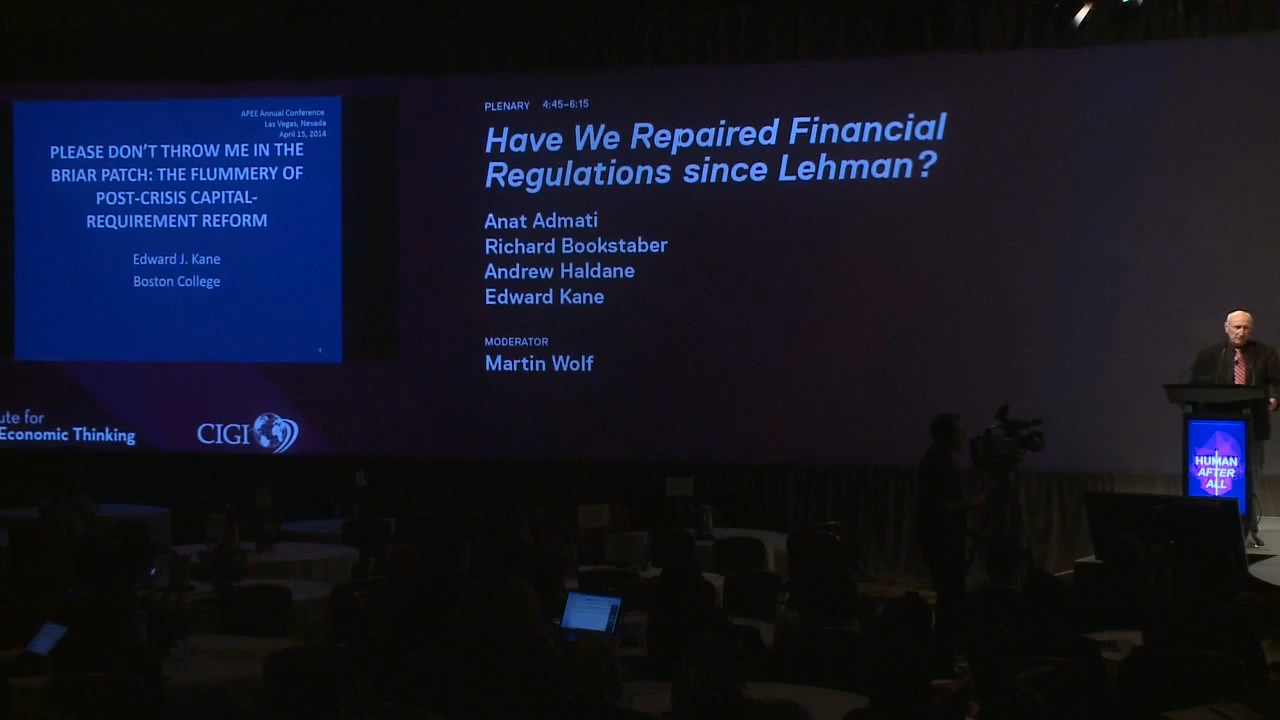 APEE Annual Conference
Las Vegas, Nevada
April 15, 2014
PLEASE DON'T THROW ME IN THE
BRIAR PATCH: THE FLUMMERY OF
POST-CRISIS CAPITAL-
REQUIREMENT REFORM
Edward J. Kane
Boston College
PLENARY 4:45–6:15
Have We Repaired Financial
Regulations since Lehman?
Anat Admati
Richard Bookstaber
Andrew Haldane
Edward Kane
MODERATOR
Martin Wolf
ute for
Economic Thinking
CIGI
HUMAN
AFTER
ALL